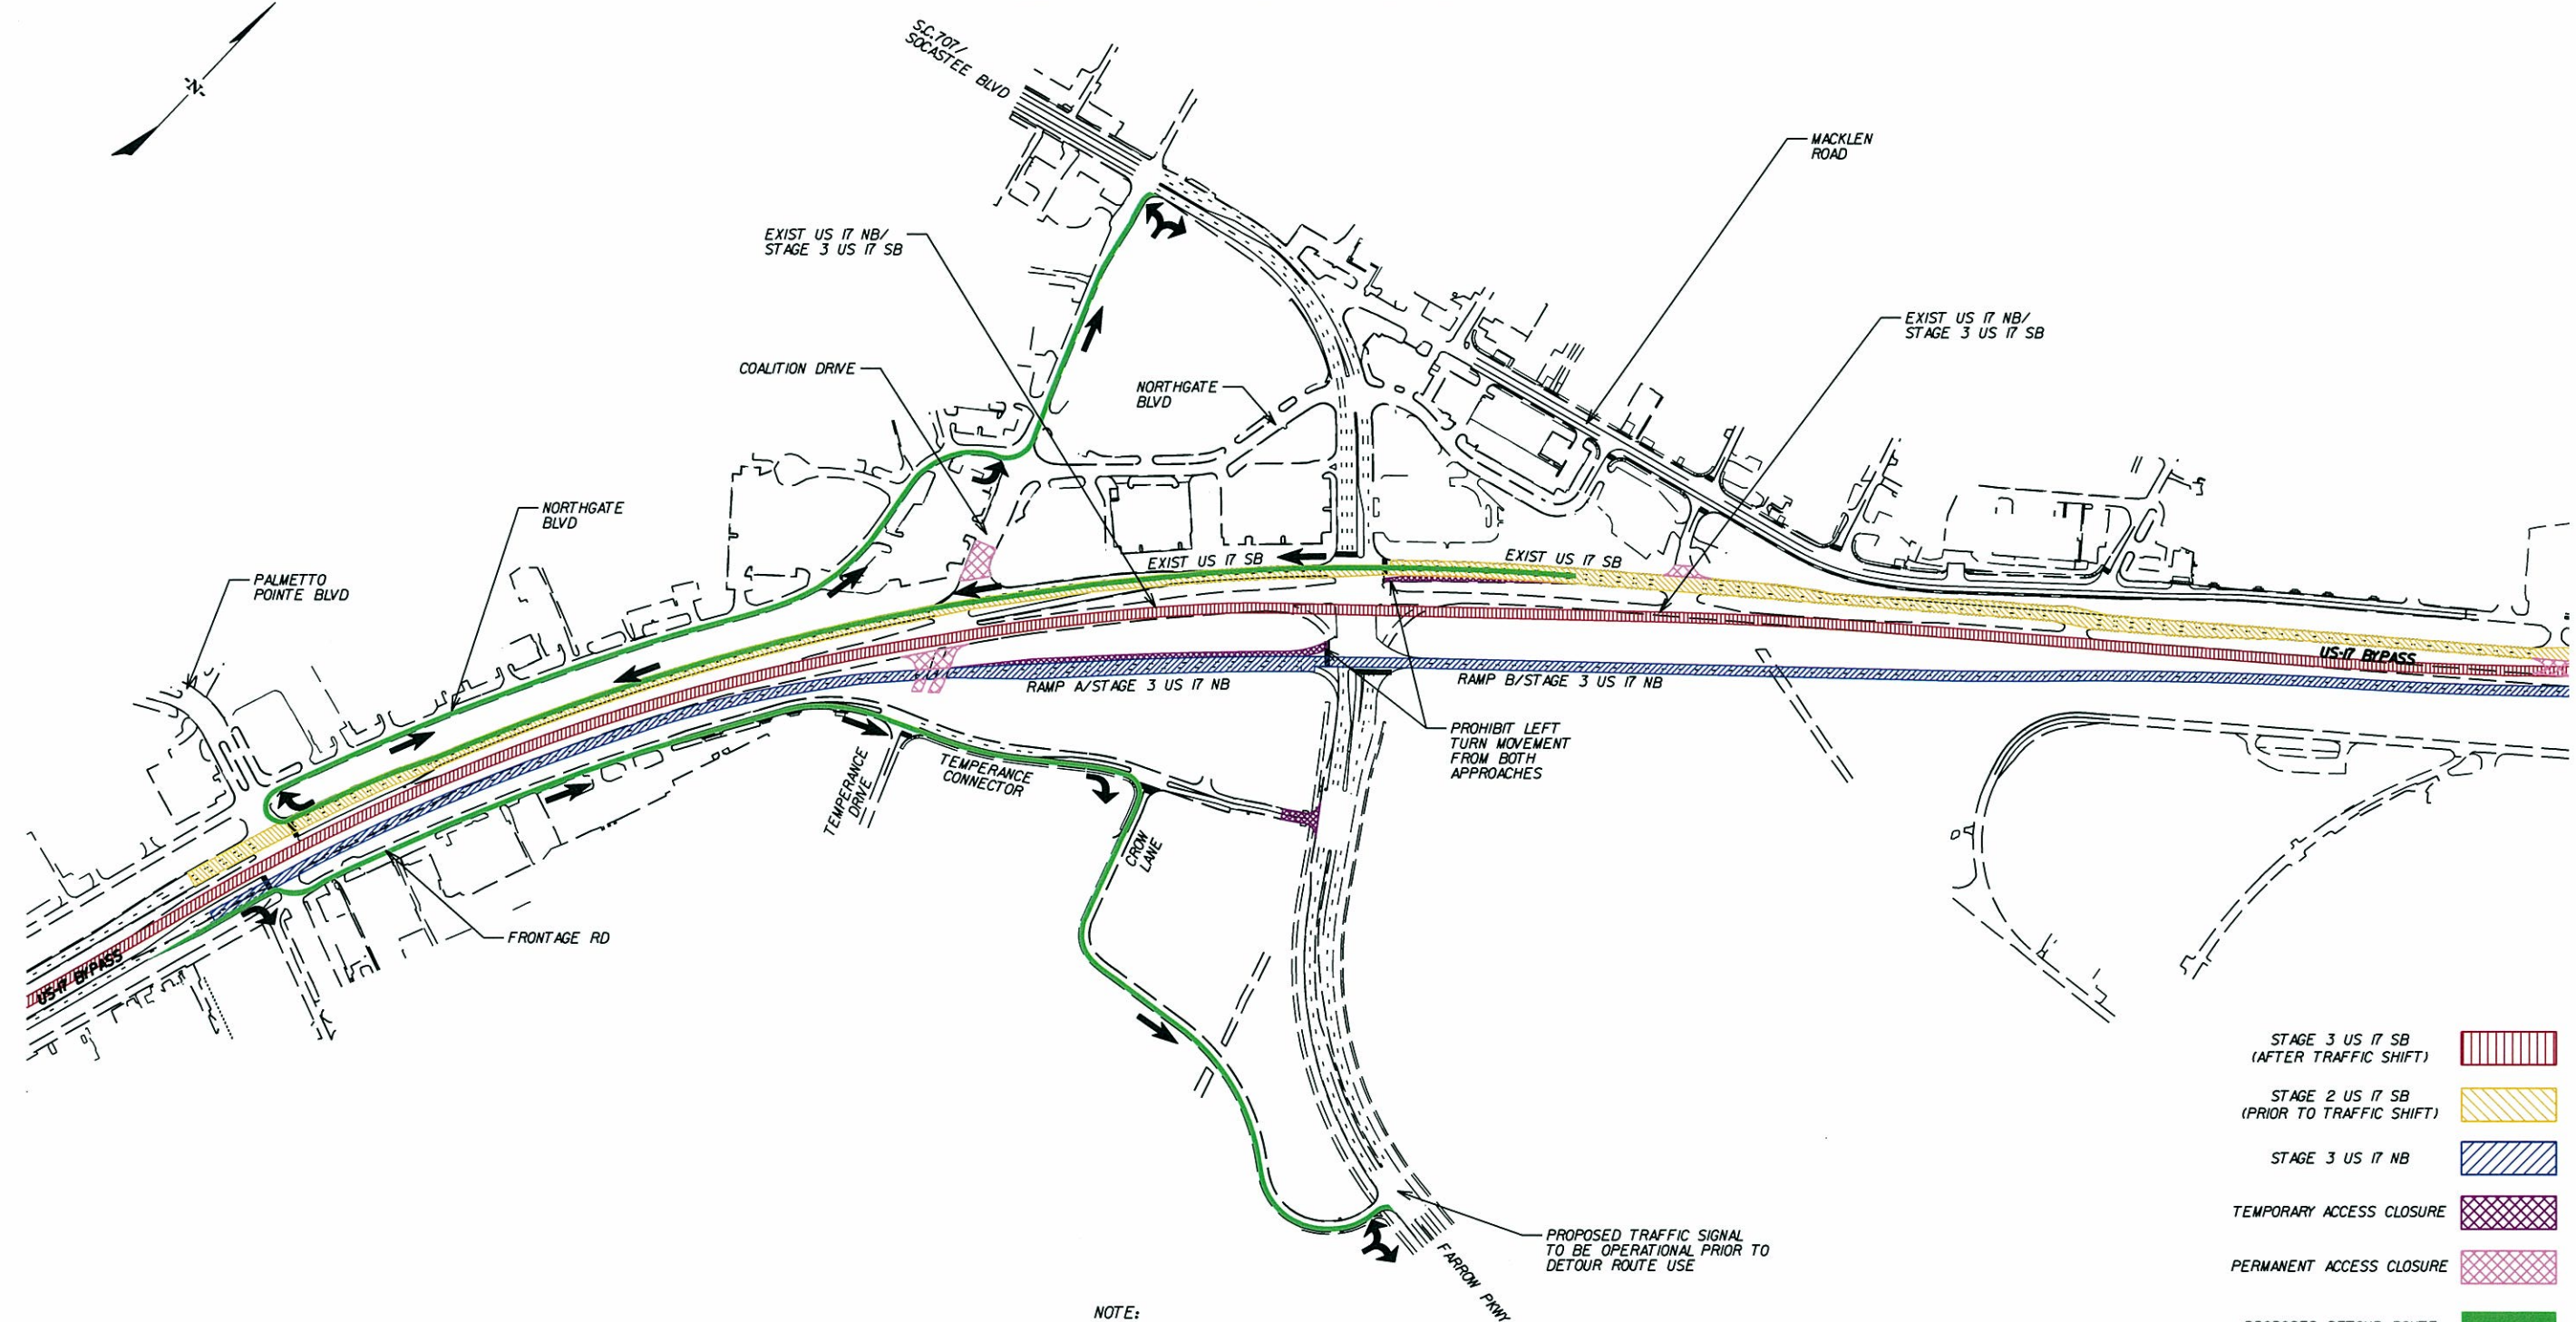 -N-
S.C.707/
SOCASTEE BLVD
MACKLEN
ROAD
EXIST US 17 NB/
STAGE 3 US 17 SB
EXIST US 17 NB/
STAGE 3 US 17 SB
COALITION DRIVE
NORTHGATE
BLVD
NORTHGATE
BLVD
EXIST US 17 SB
EXIST US 17 SB
PALMETTO
POINTE BLVD
US-17 BYPASS
RAMP A/STAGE 3 US 17 NB
RAMP B/STAGE 3 US 17 NB
PROHIBIT LEFT
TURN MOVEMENT
FROM BOTH
APPROACHES
TEMPERANCE
DRIVE
TEMPERANCE
CONNECTOR
CROW
LANE
FRONTAGE RD
US-17 BYPASS
PROPOSED TRAFFIC SIGNAL
TO BE OPERATIONAL PRIOR TO
DETOUR ROUTE USE
FARROW PKWY
NOTE:
STAGE 3 US 17 SB
(AFTER TRAFFIC SHIFT)
STAGE 2 US 17 SB
(PRIOR TO TRAFFIC SHIFT)
STAGE 3 US 17 NB
TEMPORARY ACCESS CLOSURE
PERMANENT ACCESS CLOSURE